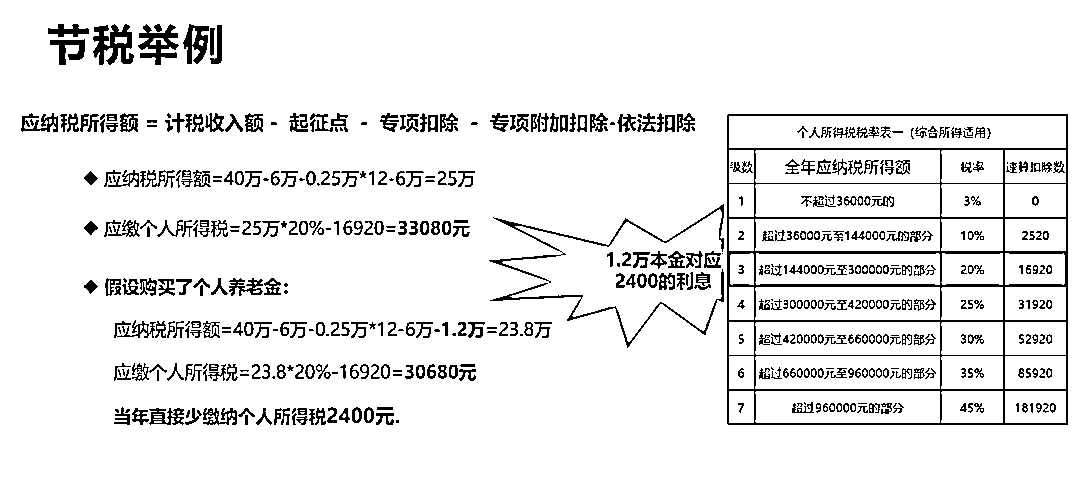 节税举例
应纳税所得额 = 计税收入额 - 起征点 - 专项扣除 - 专项附加扣除-依法扣除
◆ 应纳税所得额=40万-6万-0.25万*12-6万=25万
◆ 应缴个人所得税=25万*20%-16920=33080元
◆ 假设购买了个人养老金：
应纳税所得额=40万-6万-0.25万*12-6万-1.2万=23.8万
应缴个人所得税=23.8*20%-16920=30680元
当年直接少缴纳个人所得税2400元.
1.2万本金对应
2400的利息
个人所得税税率表一（综合所得适用）
级数 全年应纳税所得额 税率 速算扣除数
1 不超过36000元的 3% 0
2 超过36000元至144000元的部分 10% 2520
3 超过144000元至300000元的部分 20% 16920
4 超过300000元至420000元的部分 25% 31920
5 超过420000元至660000元的部分 30% 52920
6 超过660000元至960000元的部分 35% 85920
7 超过960000元的部分 45% 181920